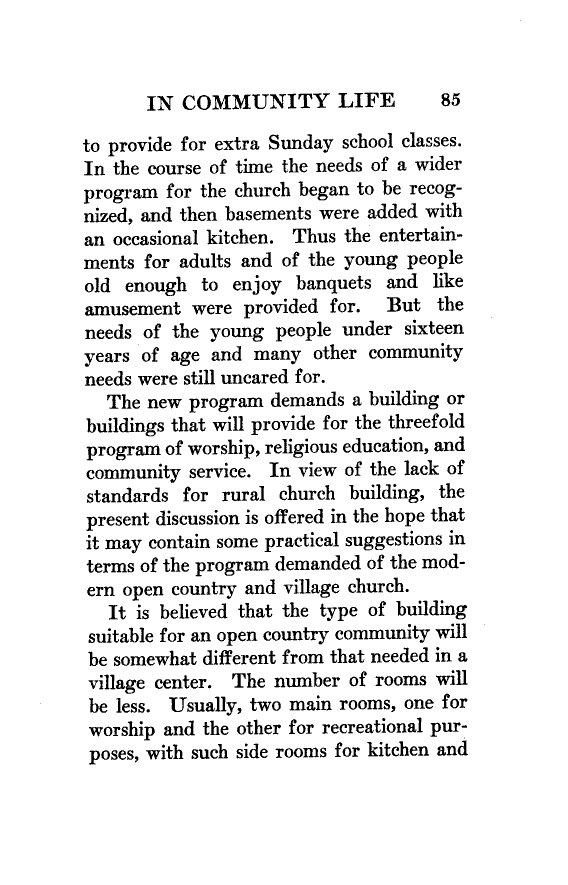 IN COMMUNITY LIFE 85
to provide for extra Sunday school classes.
In the course of time the needs of a wider
program for the church began to be recog-
nized, and then basements were added with
an occasional kitchen. Thus the entertain-
ments for adults and of the young people
old enough to enjoy banquets and like
amusement were provided for. But the
needs of the young people under sixteen
years of age and many other community
needs were still uncared for.
The new program demands a building or
buildings that will provide for the threefold
program of worship, religious education, and
community service. In view of the lack of
standards for rural church building, the
present discussion is offered in the hope that
it may contain some practical suggestions in
terms of the program demanded of the mod-
ern open country and village church.
It is believed that the type of building
suitable for an open country community will
be somewhat different from that needed in a
village center. The number of rooms will
be less. Usually, two main rooms, one for
worship and the other for recreational pur-
poses, with such side rooms for kitchen and